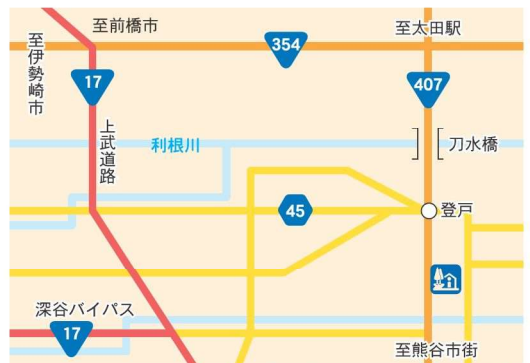 至前橋市
至太田駅
至伊勢崎市
354
17
407
上武道路
利根川
刀水橋
45
登戸
深谷バイパス
17
至熊谷市街